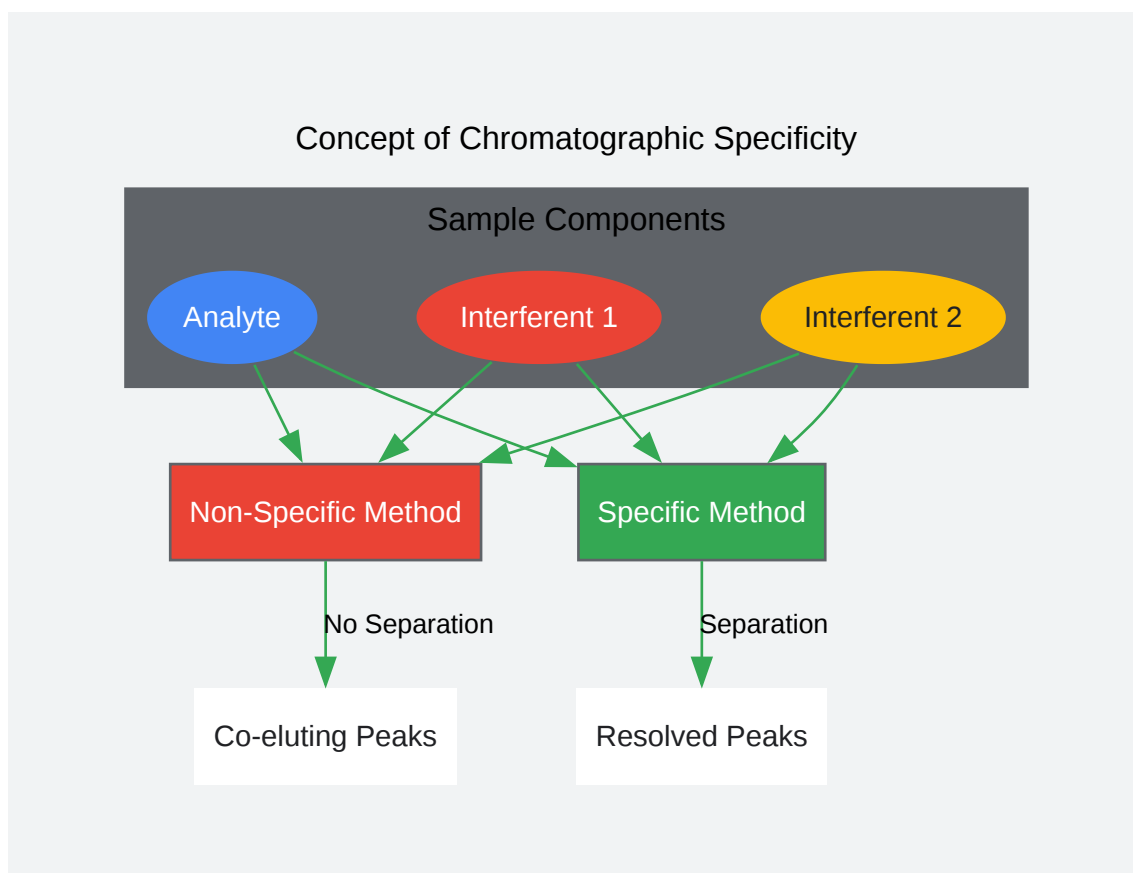 Concept of Chromatographic Specificity
Sample Components
Analyte
Interferent 1
Interferent 2
Non-Specific Method
Specific Method
No Separation
Separation
Co-eluting Peaks
Resolved Peaks